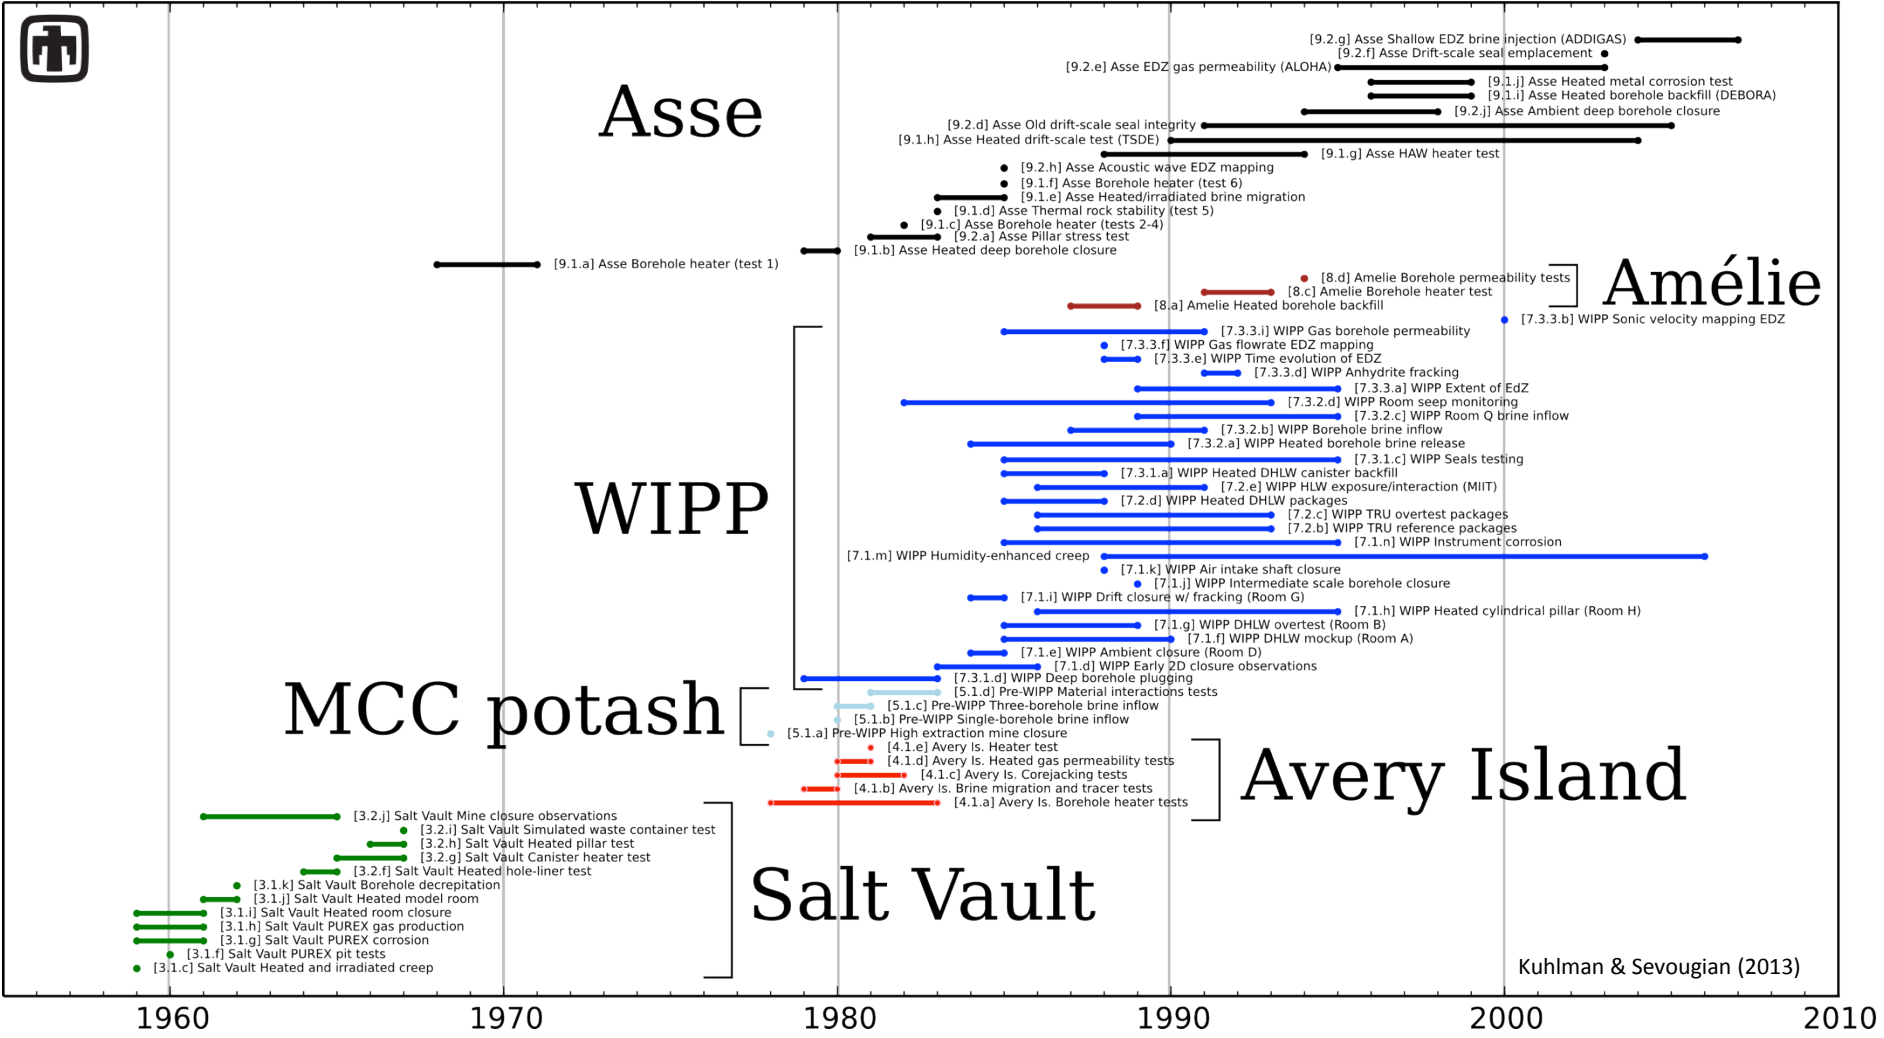 [9.2.g] Asse Shallow EDZ brine injection (ADDIGAS)
[9.2.f] Asse Drift-scale seal emplacement
[9.2.e] Asse EDZ gas permeability (ALOHA)
[9.1.j] Asse Heated metal corrosion test
[9.1.i] Asse Heated borehole backfill (DEBORA)
[9.2.j] Asse Ambient deep borehole closure
Asse
[9.2.d] Asse Old drift-scale seal integrity
[9.1.h] Asse Heated drift-scale test (TSDE)
[9.1.g] Asse HAW heater test
[9.2.h] Asse Acoustic wave EDZ mapping
[9.1.f] Asse Borehole heater (test 6)
[9.1.e] Asse Heated/irradiated brine migration
[9.1.d] Asse Thermal rock stability (test 5)
[9.1.c] Asse Borehole heater (tests 2-4)
[9.2.a] Asse Pillar stress test
[9.1.b] Asse Heated deep borehole closure
[9.1.a] Asse Borehole heater (test 1)
[8.d] Amelie Borehole permeability tests
Amélie
[8.c] Amelie Borehole heater test
[8.a] Amelie Heated borehole backfill
[7.3.3.b] WIPP Sonic velocity mapping EDZ
[7.3.3.i] WIPP Gas borehole permeability
[7.3.3.f] WIPP Gas flowrate EDZ mapping
[7.3.3.e] WIPP Time evolution of EDZ
[7.3.3.d] WIPP Anhydrite fracking
[7.3.3.a] WIPP Extent of EdZ
[7.3.2.d] WIPP Room seep monitoring
[7.3.2.c] WIPP Room Q brine inflow
[7.3.2.b] WIPP Borehole brine inflow
[7.3.2.a] WIPP Heated borehole brine release
[7.3.1.c] WIPP Seals testing
[7.3.1.a] WIPP Heated DHLW canister backfill
[7.2.e] WIPP HLW exposure/interaction (MIIT)
[7.2.d] WIPP Heated DHLW packages
WIPP
[7.2.c] WIPP TRU overtest packages
[7.2.b] WIPP TRU reference packages
[7.1.n] WIPP Instrument corrosion
[7.1.m] WIPP Humidity-enhanced creep
[7.1.k] WIPP Air intake shaft closure
[7.1.j] WIPP Intermediate scale borehole closure
[7.1.i] WIPP Drift closure w/ fracking (Room G)
[7.1.h] WIPP Heated cylindrical pillar (Room H)
[7.1.g] WIPP DHLW overtest (Room B)
[7.1.f] WIPP DHLW mockup (Room A)
[7.1.e] WIPP Ambient closure (Room D)
[7.1.d] WIPP Early 2D closure observations
[7.3.1.d] WIPP Deep borehole plugging
[5.1.d] Pre-WIPP Material interactions tests
MCC potash
[5.1.c] Pre-WIPP Three-borehole brine inflow
[5.1.b] Pre-WIPP Single-borehole brine inflow
[5.1.a] Pre-WIPP High extraction mine closure
[4.1.e] Avery Is. Heater test
[4.1.d] Avery Is. Heated gas permeability tests
[4.1.c] Avery Is. Corejacking tests
Avery Island
[4.1.b] Avery Is. Brine migration and tracer tests
[4.1.a] Avery Is. Borehole heater tests
[3.2.j] Salt Vault Mine closure observations
[3.2.i] Salt Vault Simulated waste container test
[3.2.h] Salt Vault Heated pillar test
[3.2.g] Salt Vault Canister heater test
[3.2.f] Salt Vault Heated hole-liner test
[3.1.k] Salt Vault Borehole decrepitation
Salt Vault
[3.1.j] Salt Vault Heated model room
[3.1.i] Salt Vault Heated room closure
[3.1.h] Salt Vault PUREX gas production
[3.1.g] Salt Vault PUREX corrosion
[3.1.f] Salt Vault PUREX pit tests
[3.1.c] Salt Vault Heated and irradiated creep
Kuhlman & Sevougian (2013)
1960 1970 1980 1990 2000 2010